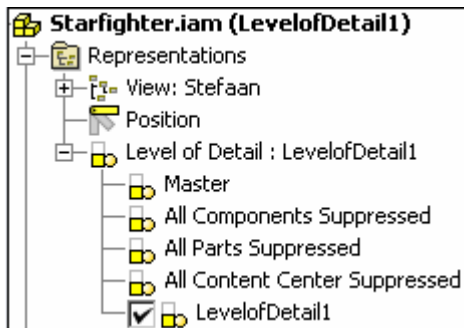 Starfighter.iam (LevelofDetail1)
Representations
View: Stefaan
Position
Level of Detail : LevelofDetail1
Master
All Components Suppressed
All Parts Suppressed
All Content Center Suppressed
LevelofDetail1